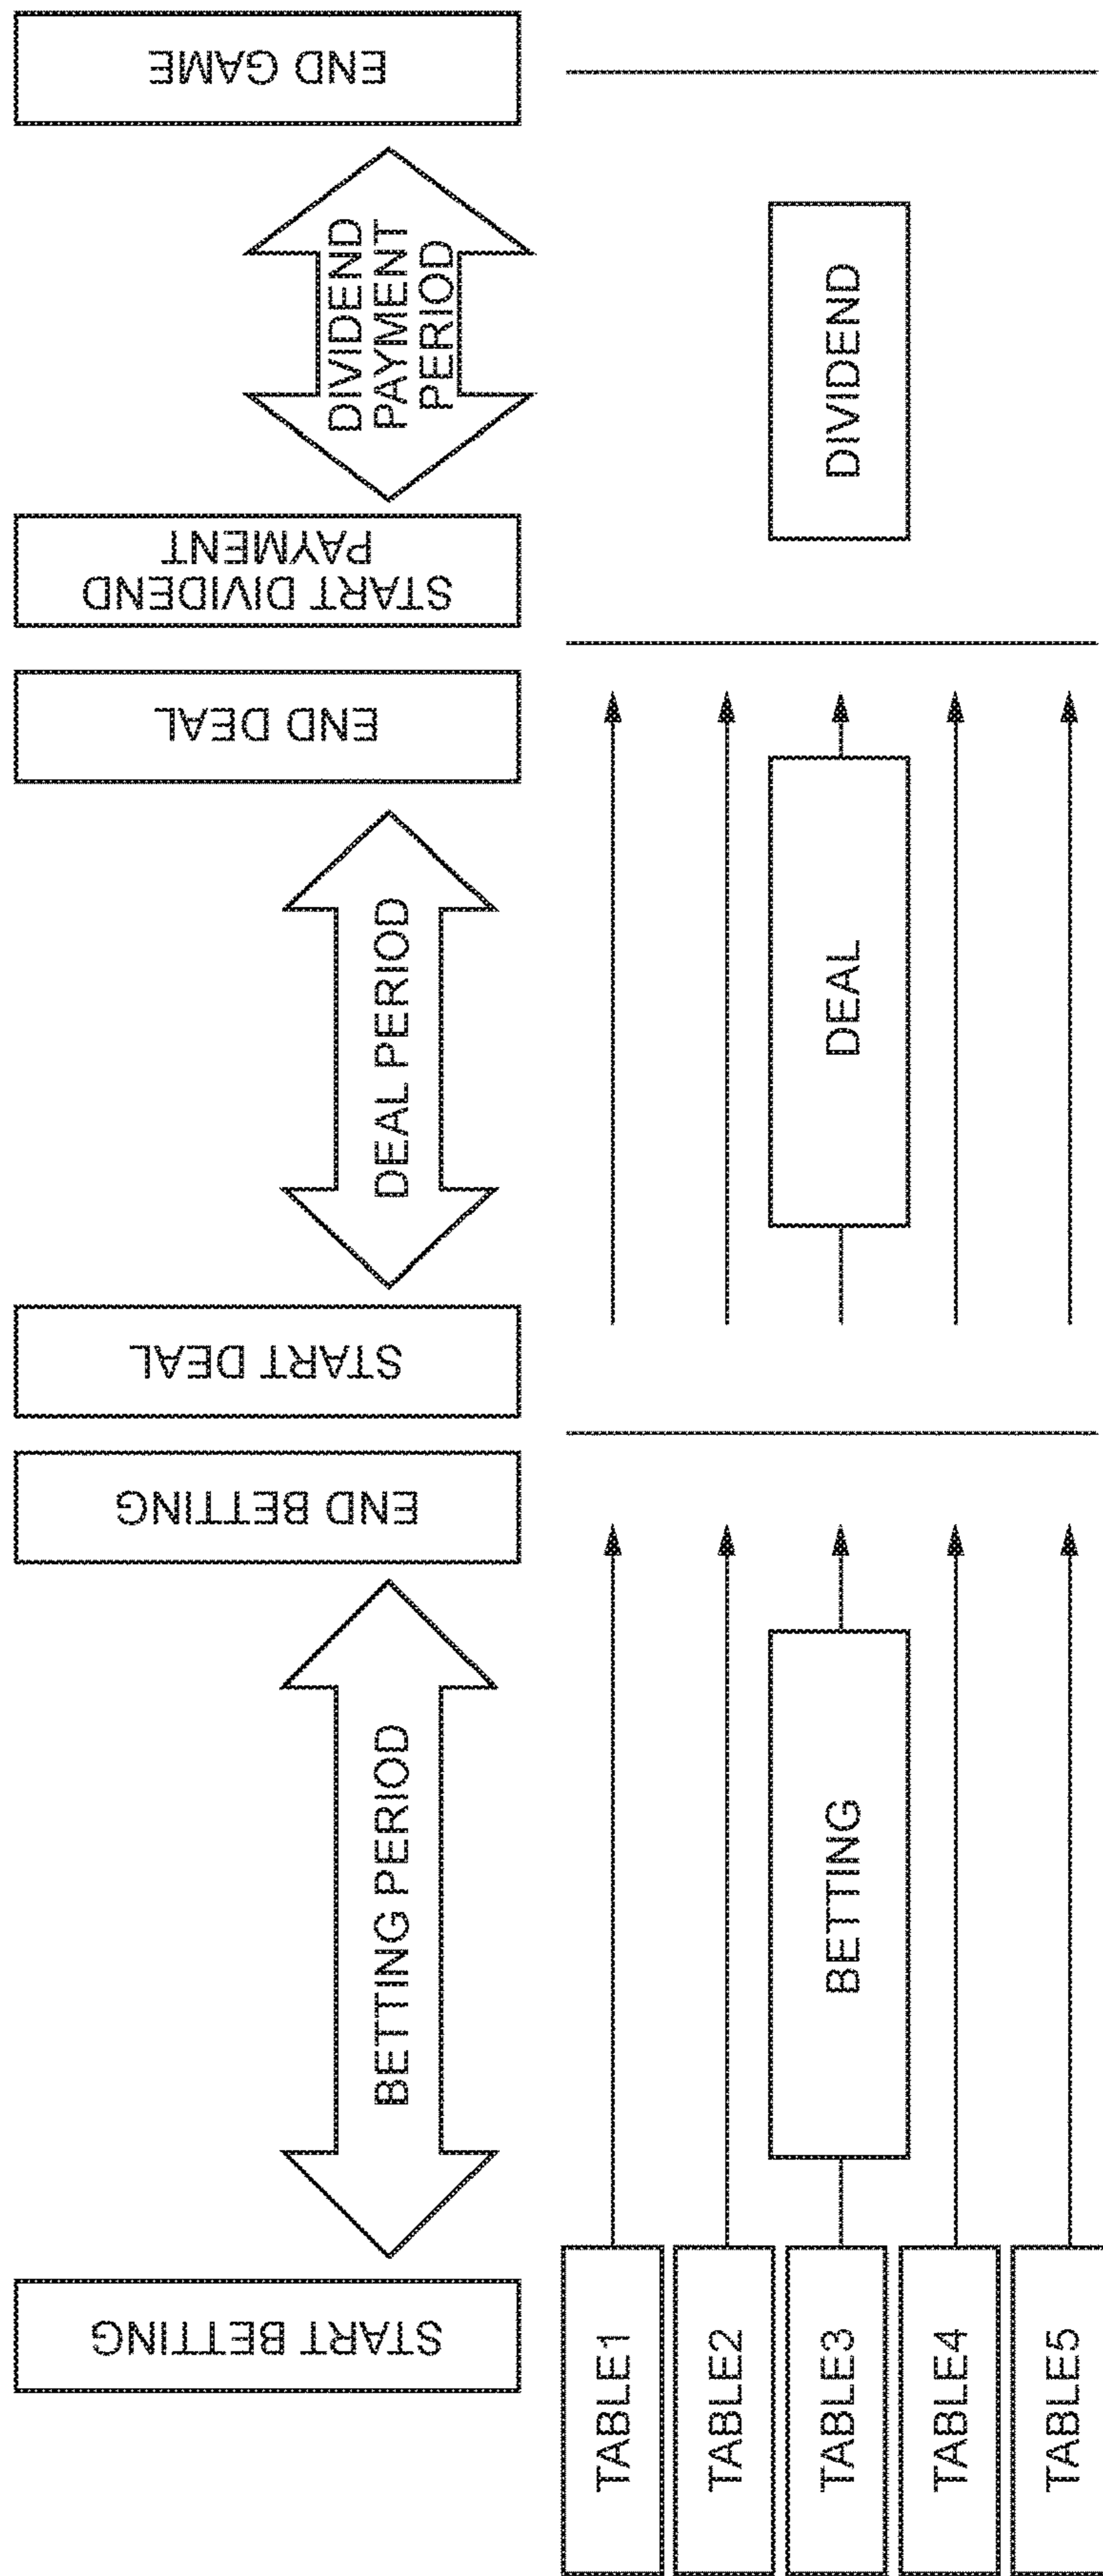 START BETTING
BETTING PERIOD
END BETTING
START DEAL
DEAL PERIOD
END DEAL
START DIVIDEND
PAYMENT
DIVIDEND
PAYMENT
PERIOD
END GAME
TABLE1
TABLE2
TABLE3
TABLE4
TABLE5
BETTING
DEAL
DIVIDEND